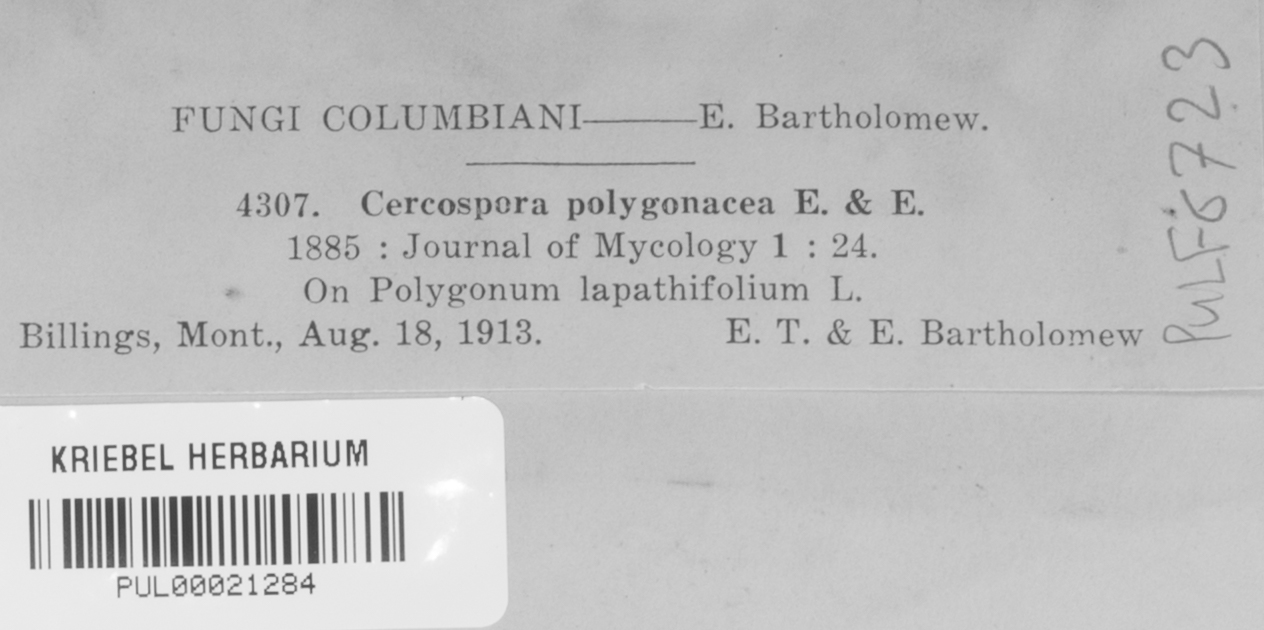 FUNGI COLUMBIANI——E. Bartholomew.
4307. Cercospora polygonacea E. & E.
1885 : Journal of Mycology 1 : 24.
On Polygonum lapathifolium L.
Billings, Mont., Aug. 18, 1913. E. T. & E. Bartholomew
PULF6723
KRIEBEL HERBARIUM
PUL00021284